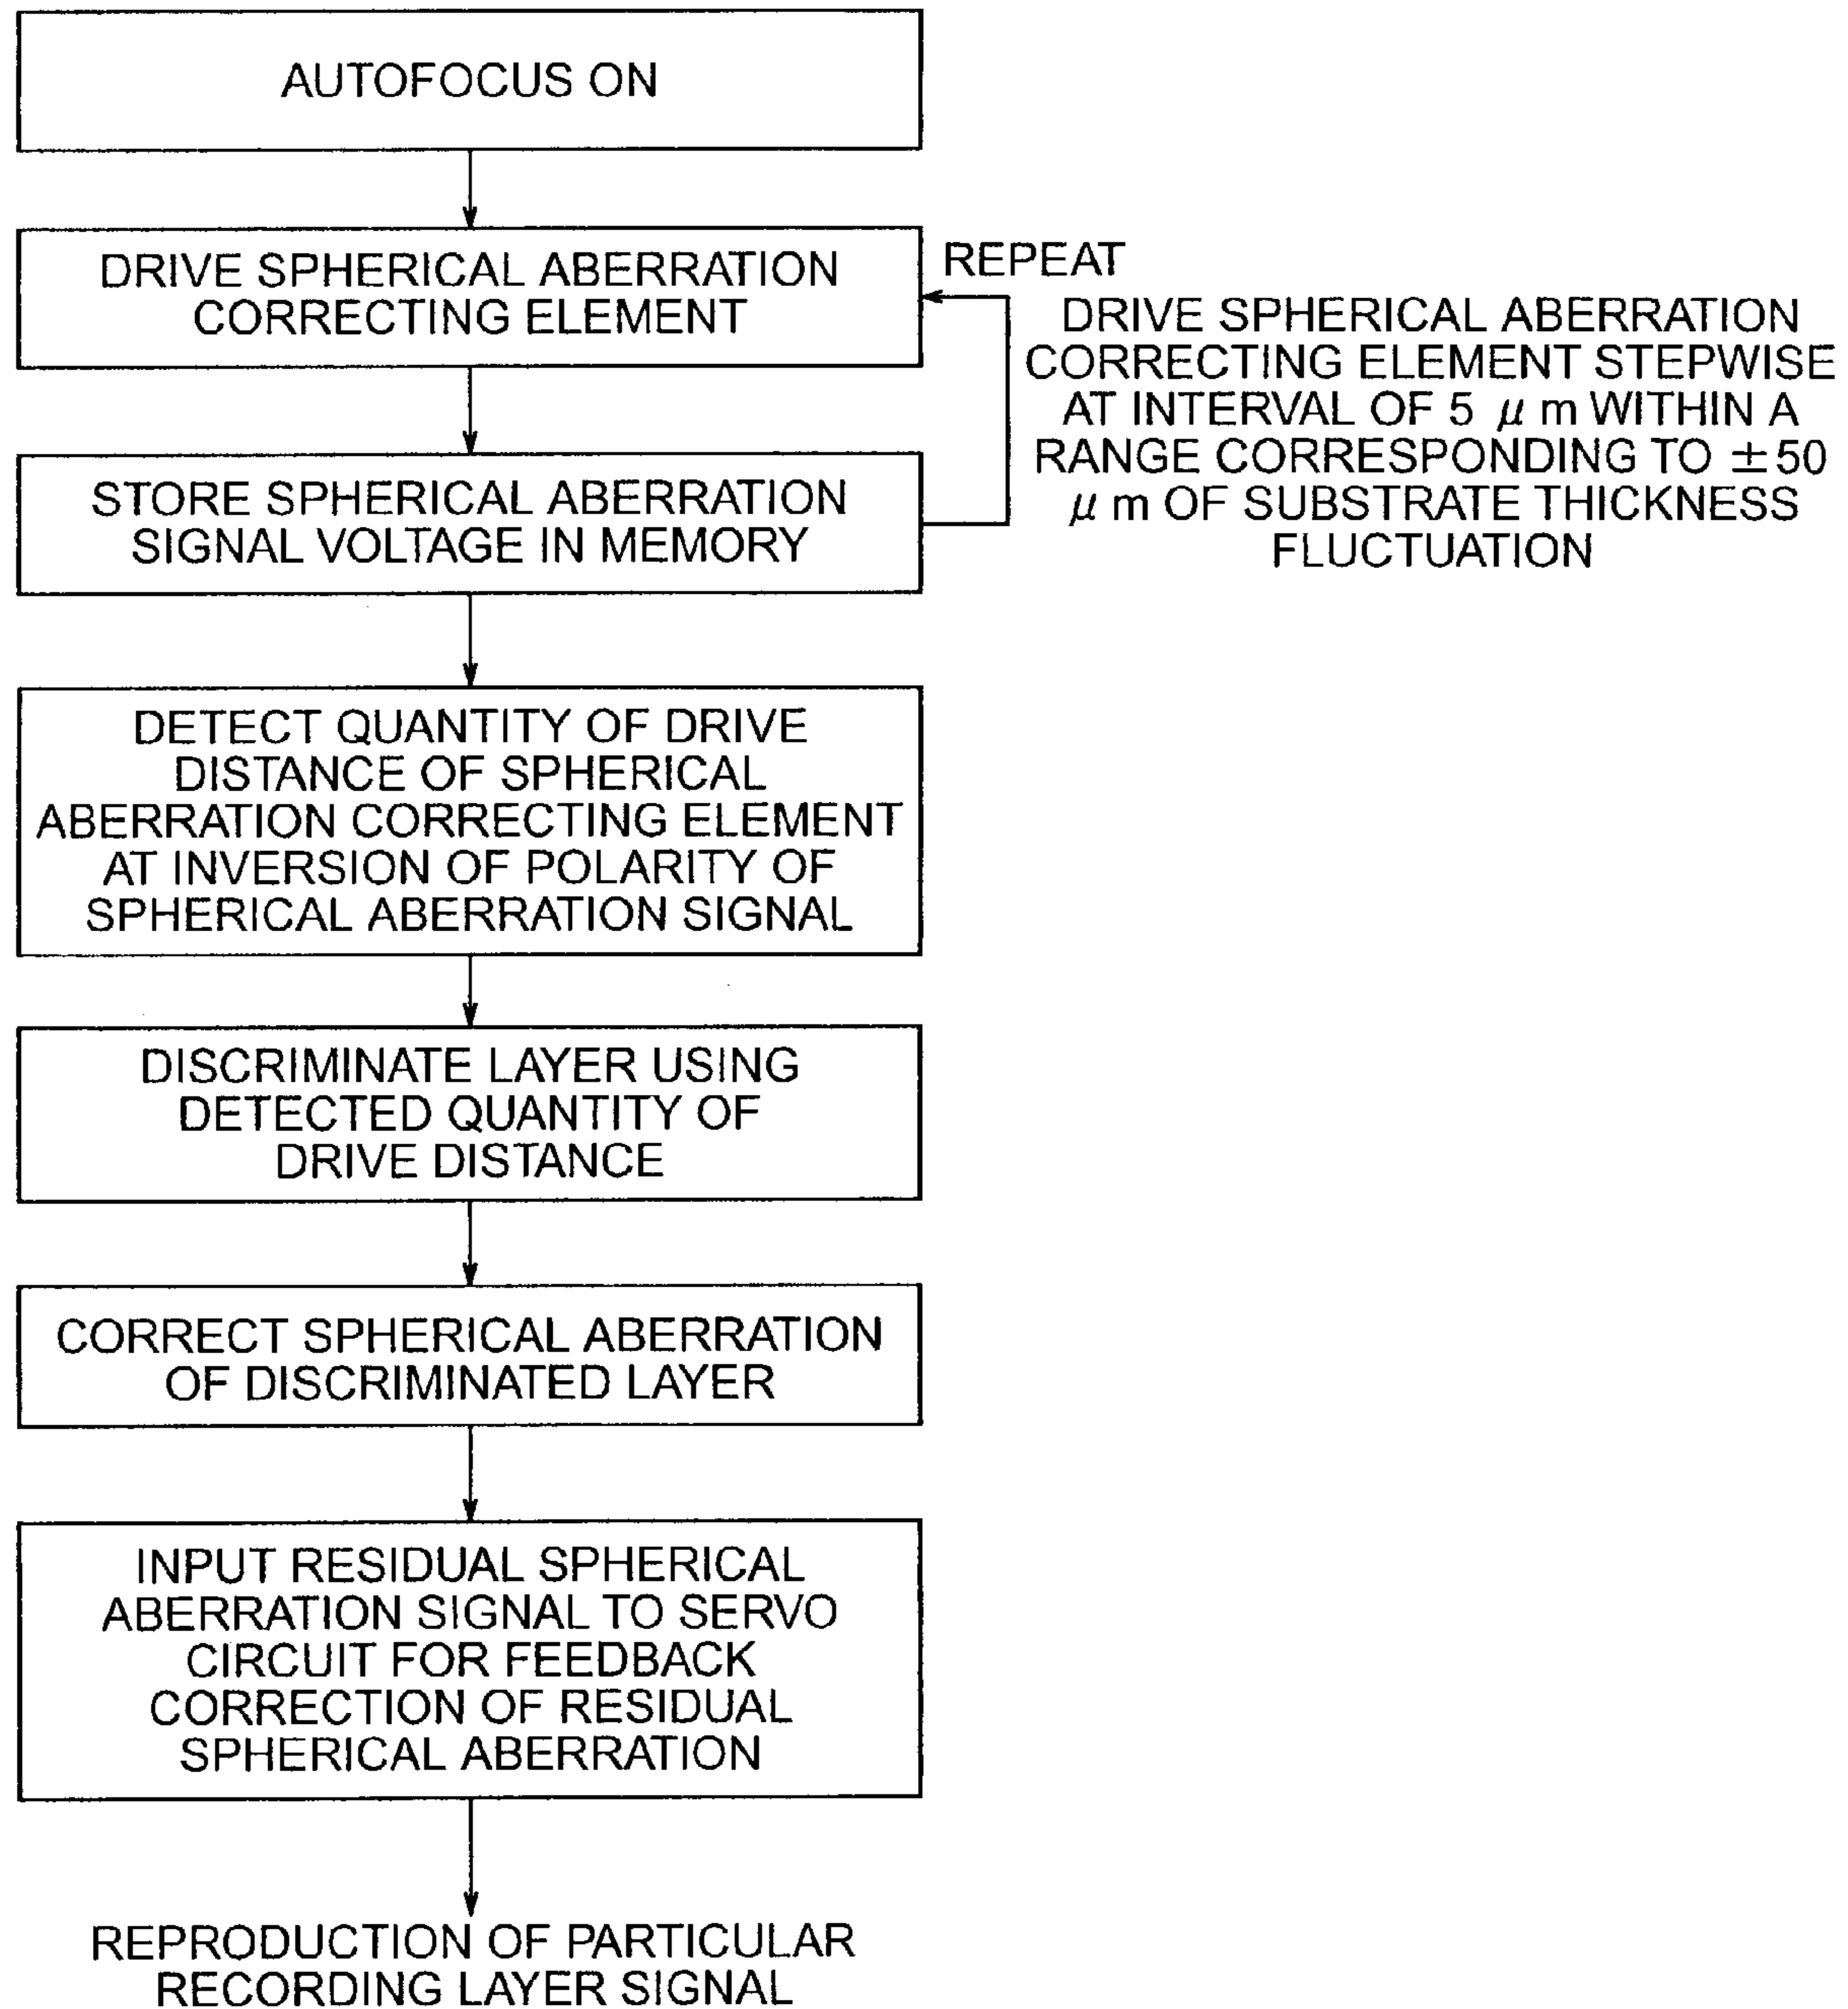 AUTOFOCUS ON
DRIVE SPHERICAL ABERRATION
CORRECTING ELEMENT
REPEAT
DRIVE SPHERICAL ABERRATION
CORRECTING ELEMENT STEPWISE
AT INTERVAL OF 5 μm WITHIN A
RANGE CORRESPONDING TO ±50
μm OF SUBSTRATE THICKNESS
FLUCTUATION
STORE SPHERICAL ABERRATION
SIGNAL VOLTAGE IN MEMORY
DETECT QUANTITY OF DRIVE
DISTANCE OF SPHERICAL
ABERRATION CORRECTING ELEMENT
AT INVERSION OF POLARITY OF
SPHERICAL ABERRATION SIGNAL
DISCRIMINATE LAYER USING
DETECTED QUANTITY OF
DRIVE DISTANCE
CORRECT SPHERICAL ABERRATION
OF DISCRIMINATED LAYER
INPUT RESIDUAL SPHERICAL
ABERRATION SIGNAL TO SERVO
CIRCUIT FOR FEEDBACK
CORRECTION OF RESIDUAL
SPHERICAL ABERRATION
REPRODUCTION OF PARTICULAR
RECORDING LAYER SIGNAL